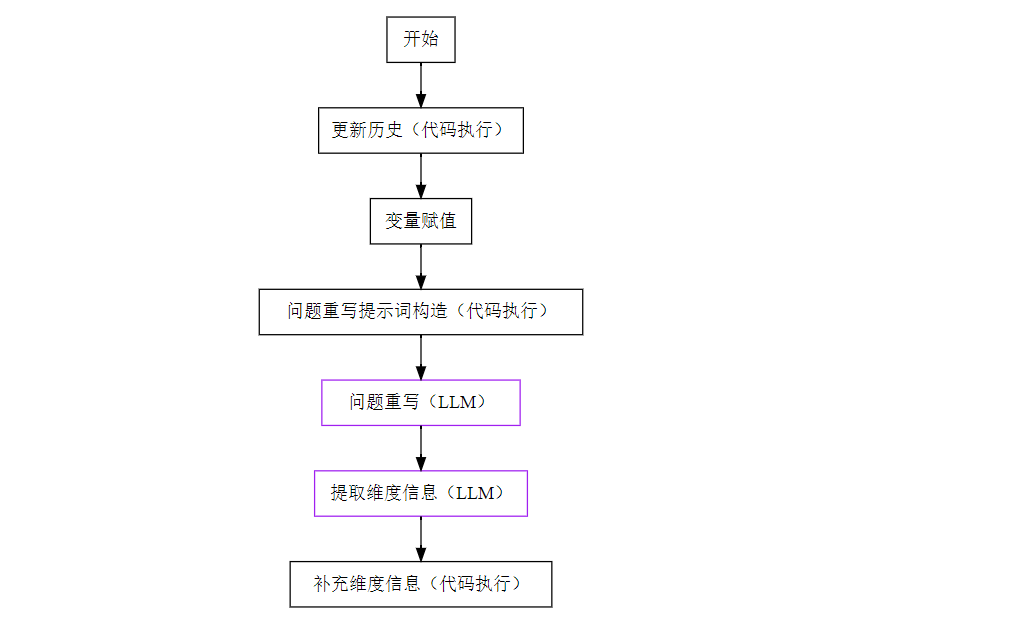 开始
更新历史（代码执行）
变量赋值
问题重写提示词构造（代码执行）
问题重写（LLM）
提取维度信息（LLM）
补充维度信息（代码执行）